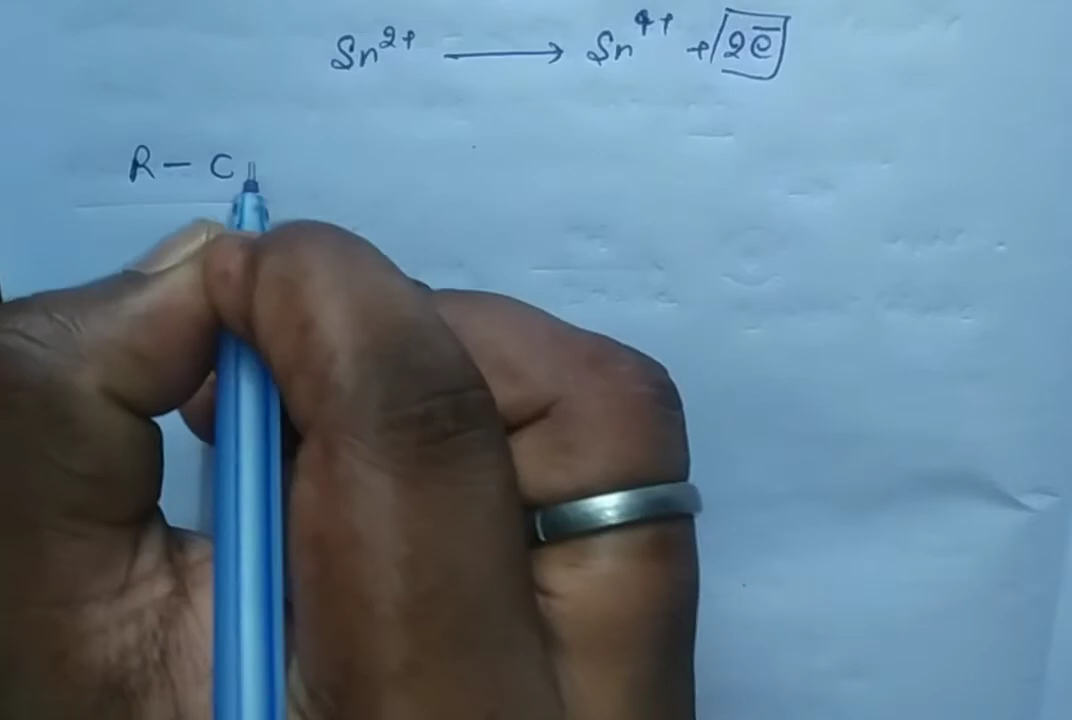 Sn²⁺ ⟶ Sn⁴⁺ + 2e̅
R – C